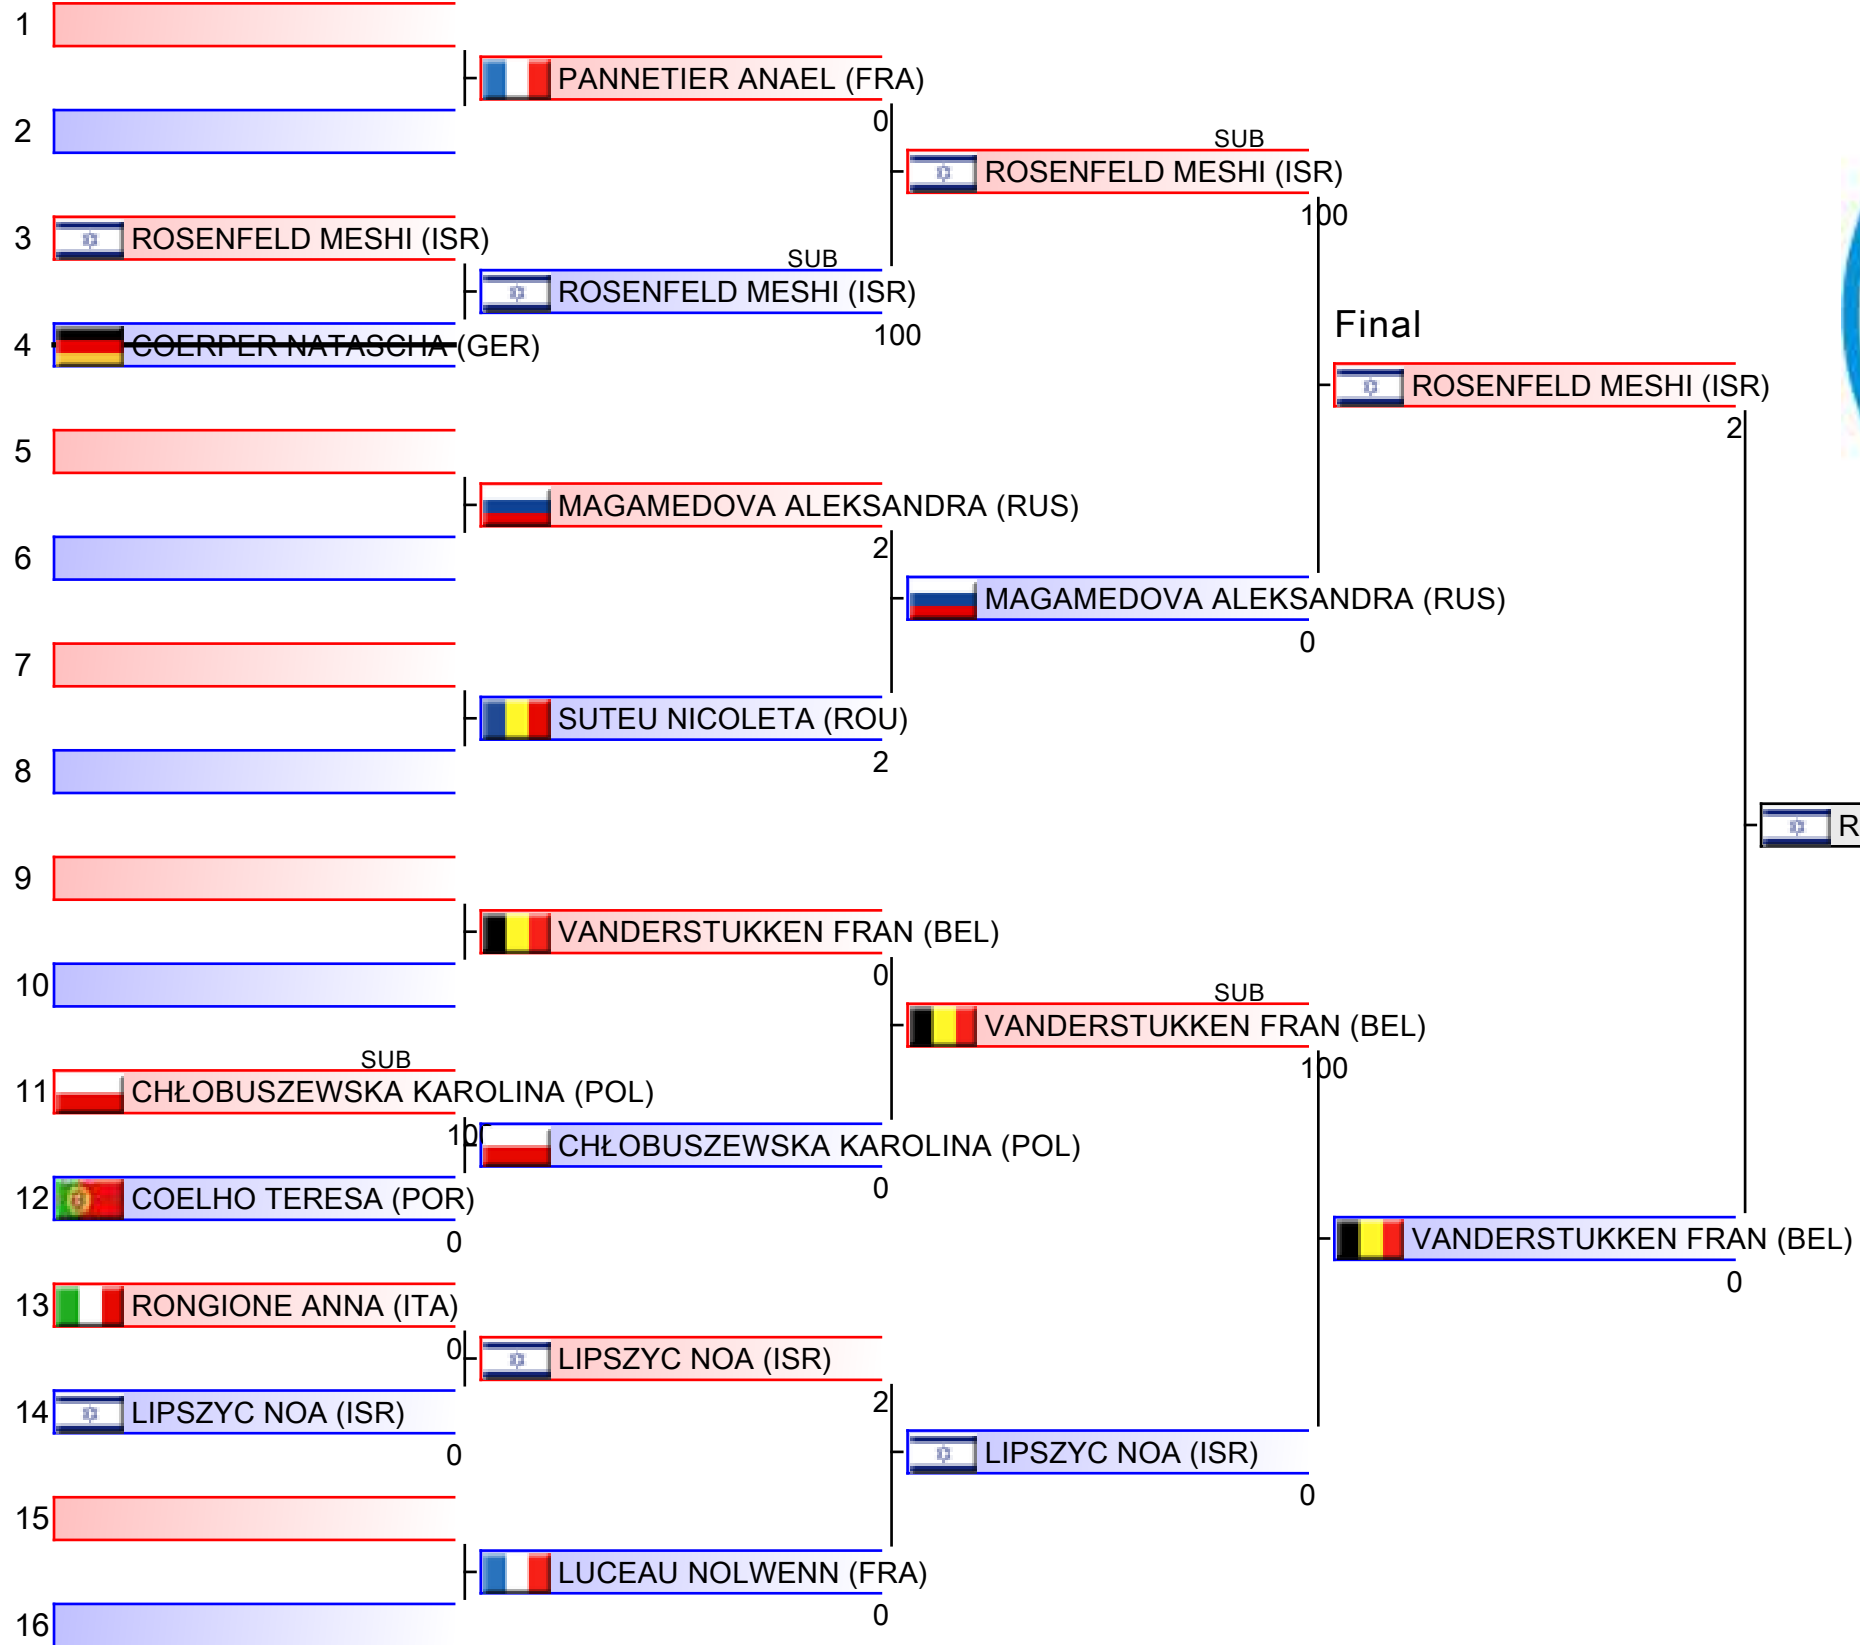 1
PANNETIER ANAEL (FRA)
0
2
SUB
ROSENFELD MESHI (ISR)
100
3
ROSENFELD MESHI (ISR)
SUB
ROSENFELD MESHI (ISR)
100
4
COERPER NATASCHA (GER)
Final
ROSENFELD MESHI (ISR)
2
5
MAGAMEDOVA ALEKSANDRA (RUS)
2
6
MAGAMEDOVA ALEKSANDRA (RUS)
0
7
SUTEU NICOLETA (ROU)
2
8
R
9
VANDERSTUKKEN FRAN (BEL)
0
10
SUB
VANDERSTUKKEN FRAN (BEL)
100
SUB
11
CHŁOBUSZEWSKA KAROLINA (POL)
CHŁOBUSZEWSKA KAROLINA (POL)
0
12
COELHO TERESA (POR)
0
VANDERSTUKKEN FRAN (BEL)
0
13
RONGIONE ANNA (ITA)
0
LIPSZYC NOA (ISR)
2
14
LIPSZYC NOA (ISR)
0
LIPSZYC NOA (ISR)
0
15
LUCEAU NOLWENN (FRA)
0
16